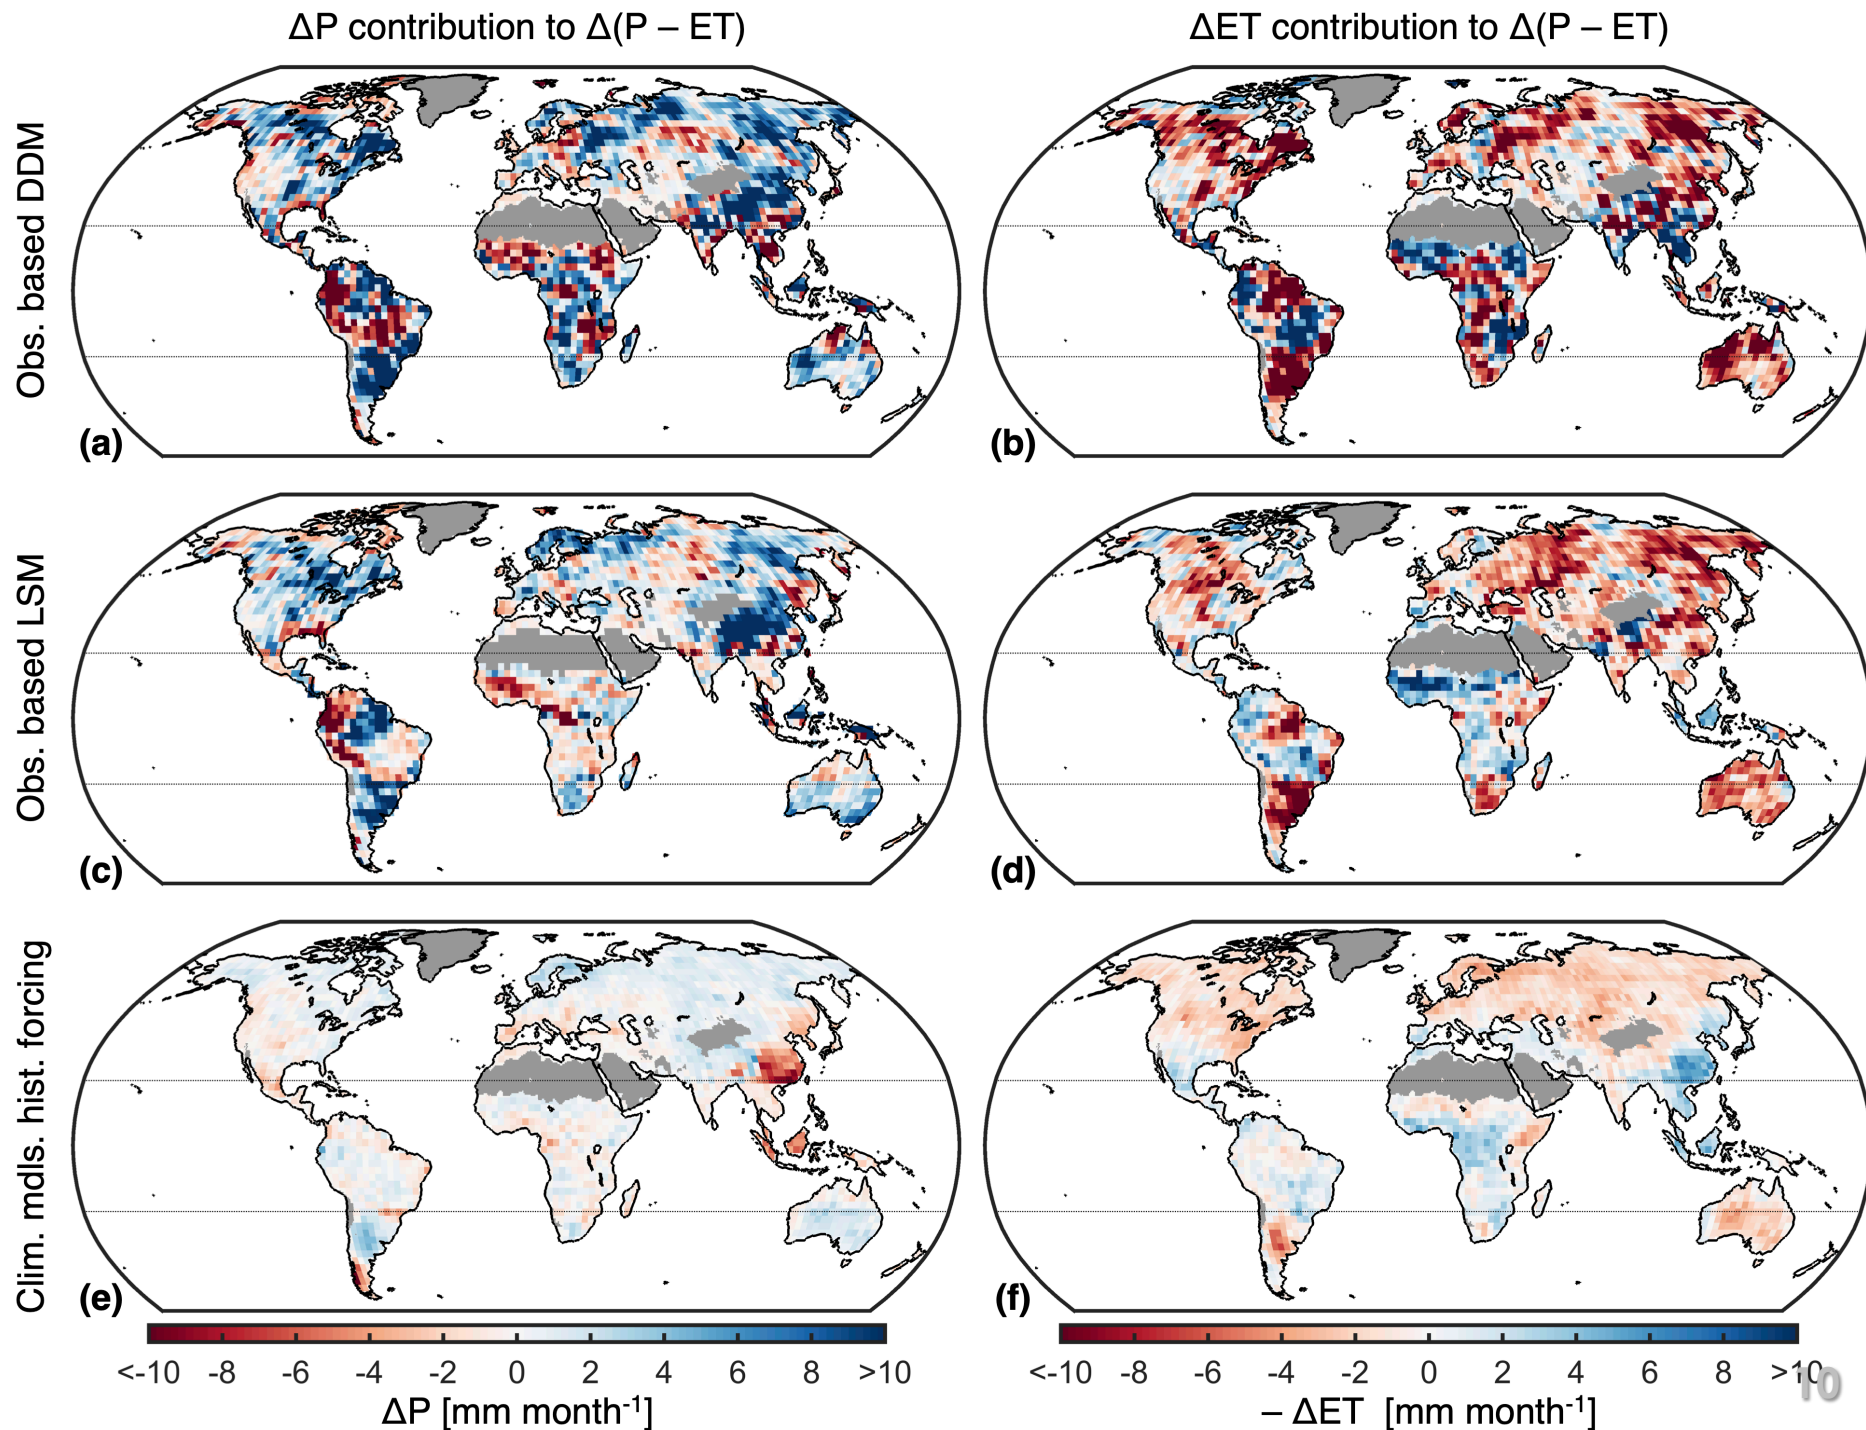 ΔP contribution to Δ(P – ET)
ΔET contribution to Δ(P – ET)
Obs. based DDM
(a)
(b)
Obs. based LSM
(c)
(d)
Clim. mdls. hist. forcing
(e)
(f)
<-10 -8 -6 -4 -2 0 2 4 6 8 >10
ΔP [mm month-1]
<-10 -8 -6 -4 -2 0 2 4 6 8 >10
– ΔET [mm month-1]
10